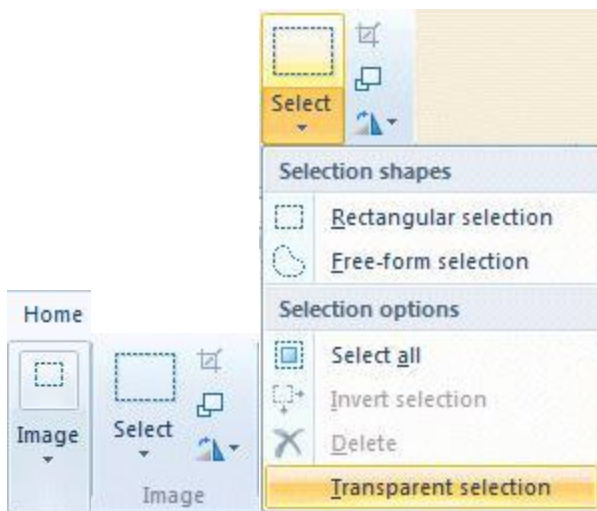 Select
Selection shapes
Rectangular selection
Free-form selection
Selection options
Select all
Invert selection
Delete
Transparent selection
Home
Image
Select
Image